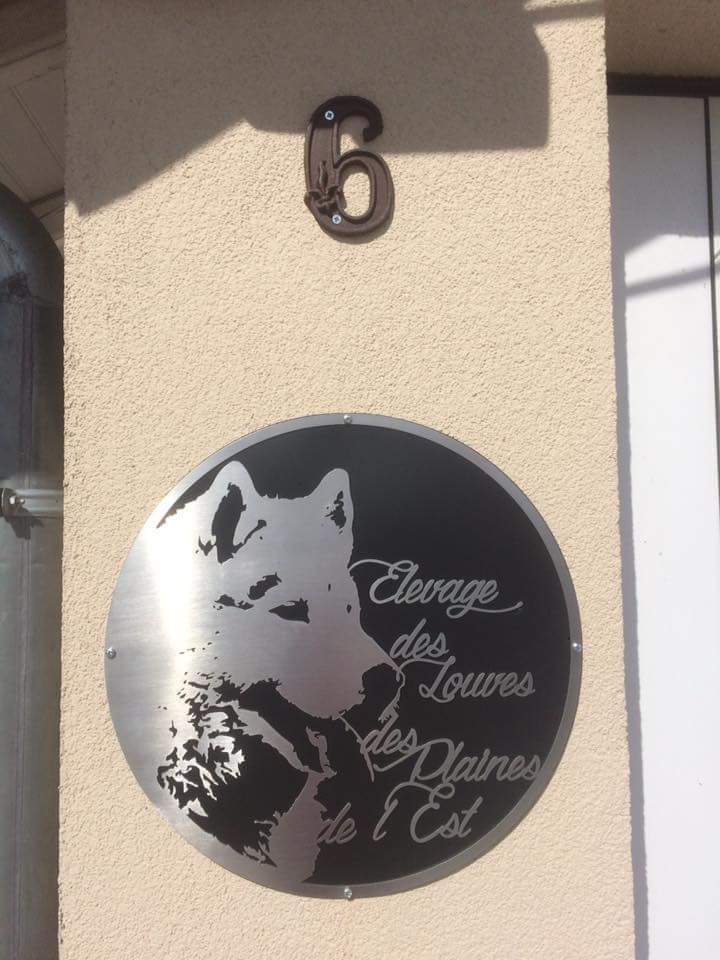 6
Elevage
des
Louves
des Plaines
de l'Est